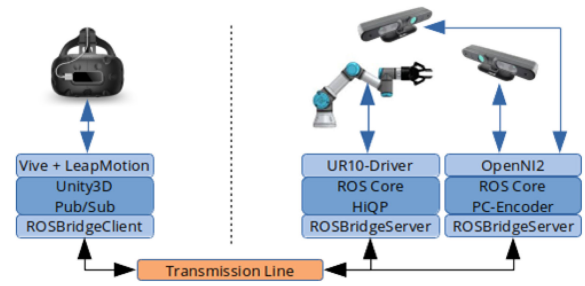 Vive + LeapMotion
Unity3D
Pub/Sub
ROSBridgeClient
UR10-Driver
ROS Core
HiQP
ROSBridgeServer
OpenNI2
ROS Core
PC-Encoder
ROSBridgeServer
Transmission Line